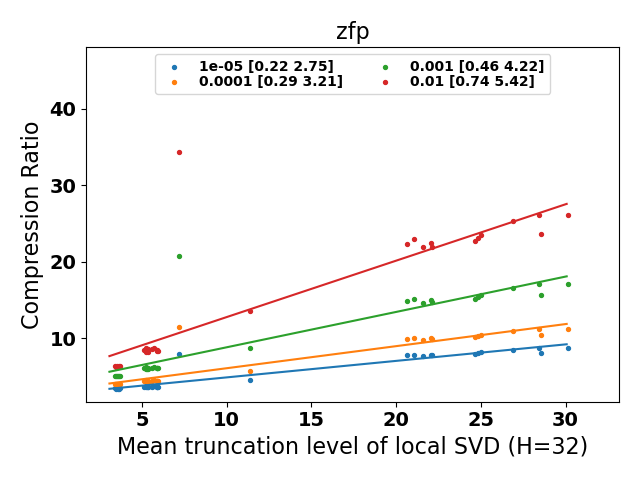 zfp
1e-05 [0.22 2.75]
0.0001 [0.29 3.21]
0.001 [0.46 4.22]
0.01 [0.74 5.42]
Compression Ratio
40
30
20
10
5
10
15
20
25
30
Mean truncation level of local SVD (H=32)